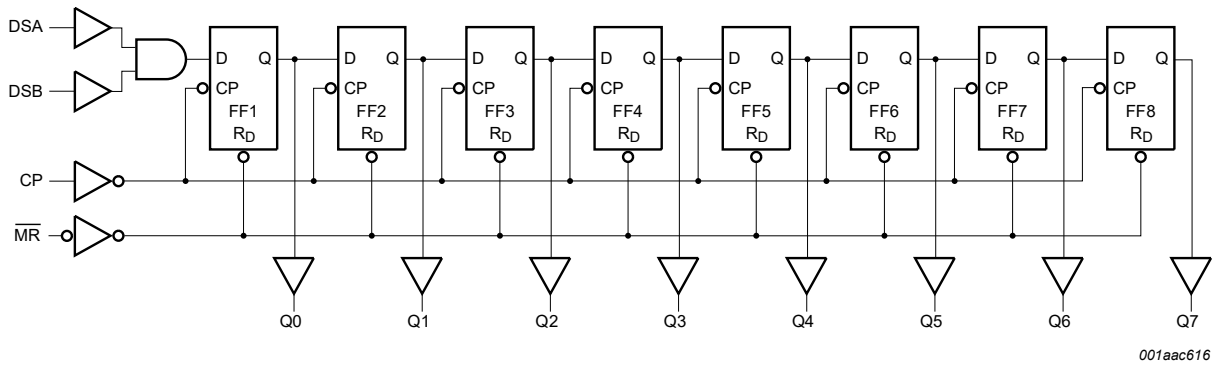 DSA
DSB
D Q D Q D Q D Q D Q D Q D Q D Q
CP CP CP CP CP CP CP CP
FF1 FF2 FF3 FF4 FF5 FF6 FF7 FF8
RD RD RD RD RD RD RD RD
CP
MR
Q0 Q1 Q2 Q3 Q4 Q5 Q6 Q7
001aac616